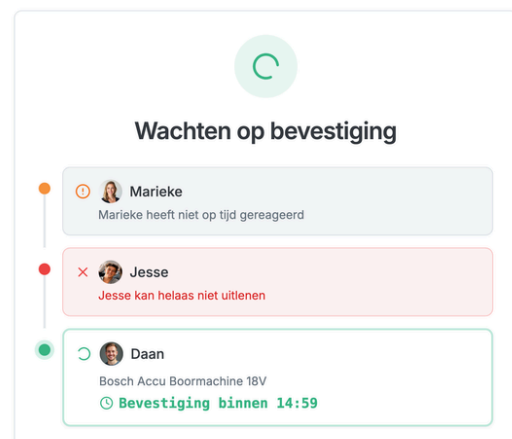 Wachten op bevestiging
Marieke
Marieke heeft niet op tijd gereageerd
Jesse
Jesse kan helaas niet uitlenen
Daan
Bosch Accu Boormachine 18V
Bevestiging binnen 14:59